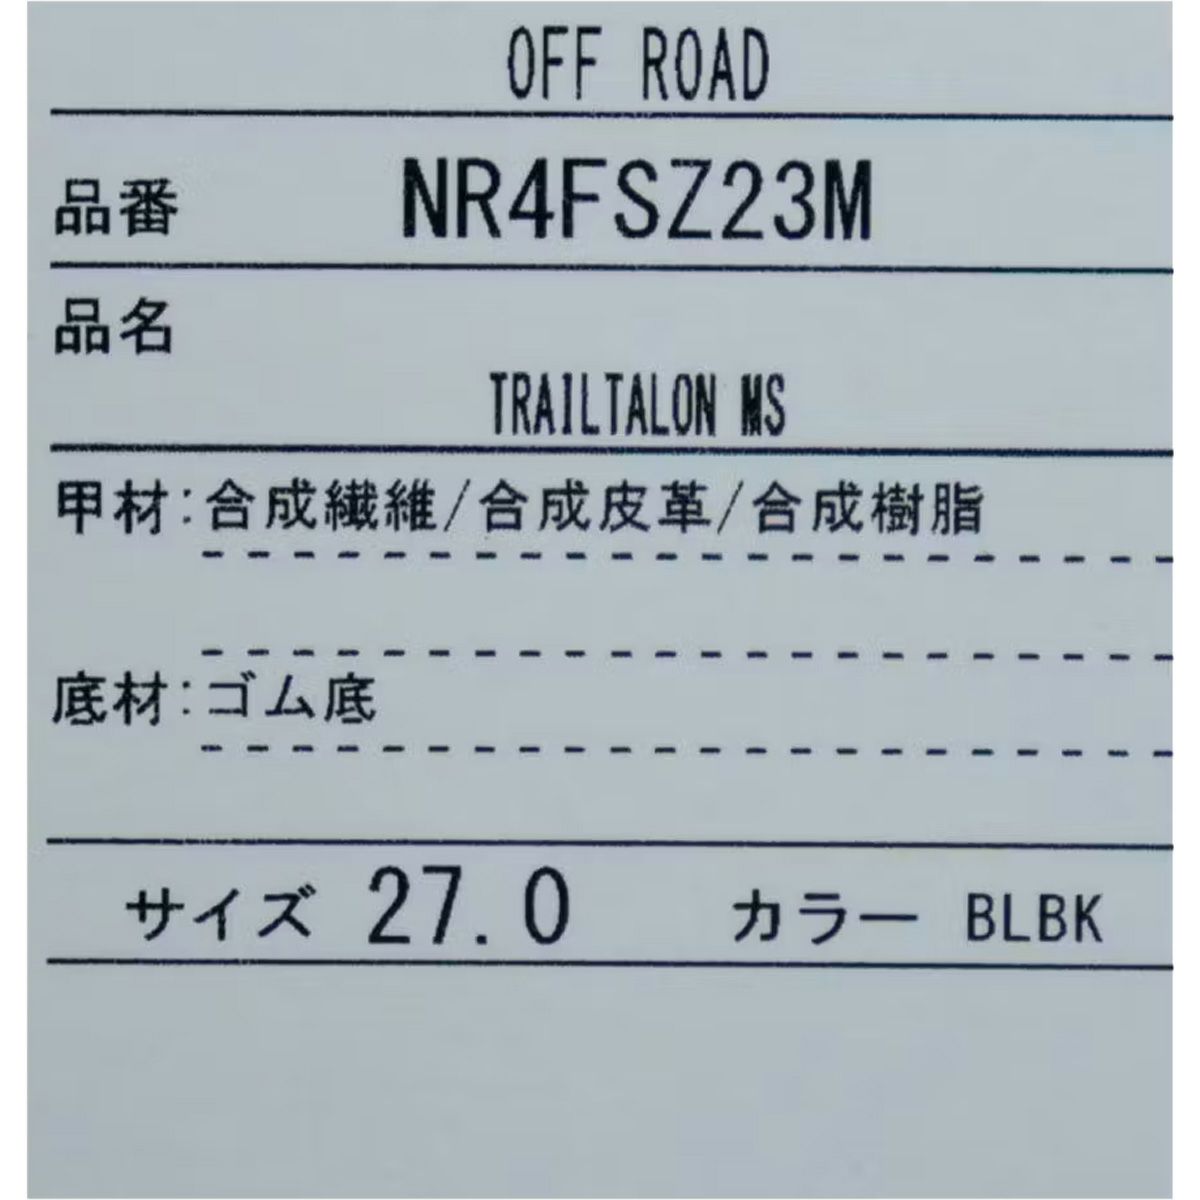 OFF ROAD
品番 NR4FSZ23M
品名
TRAILTALON MS
甲材:合成繊維/合成皮革/合成樹脂
底材:ゴム底
サイズ 27.0 カラー BLBK